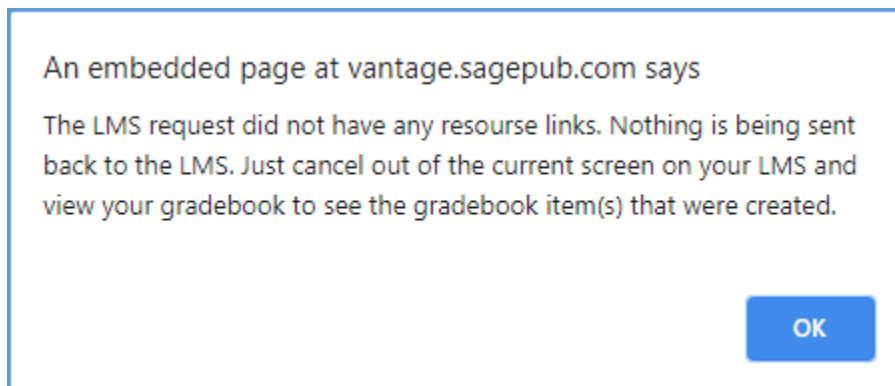 An embedded page at vantage.sagepub.com says
The LMS request did not have any resourse links. Nothing is being sent
back to the LMS. Just cancel out of the current screen on your LMS and
view your gradebook to see the gradebook item(s) that were created.
OK